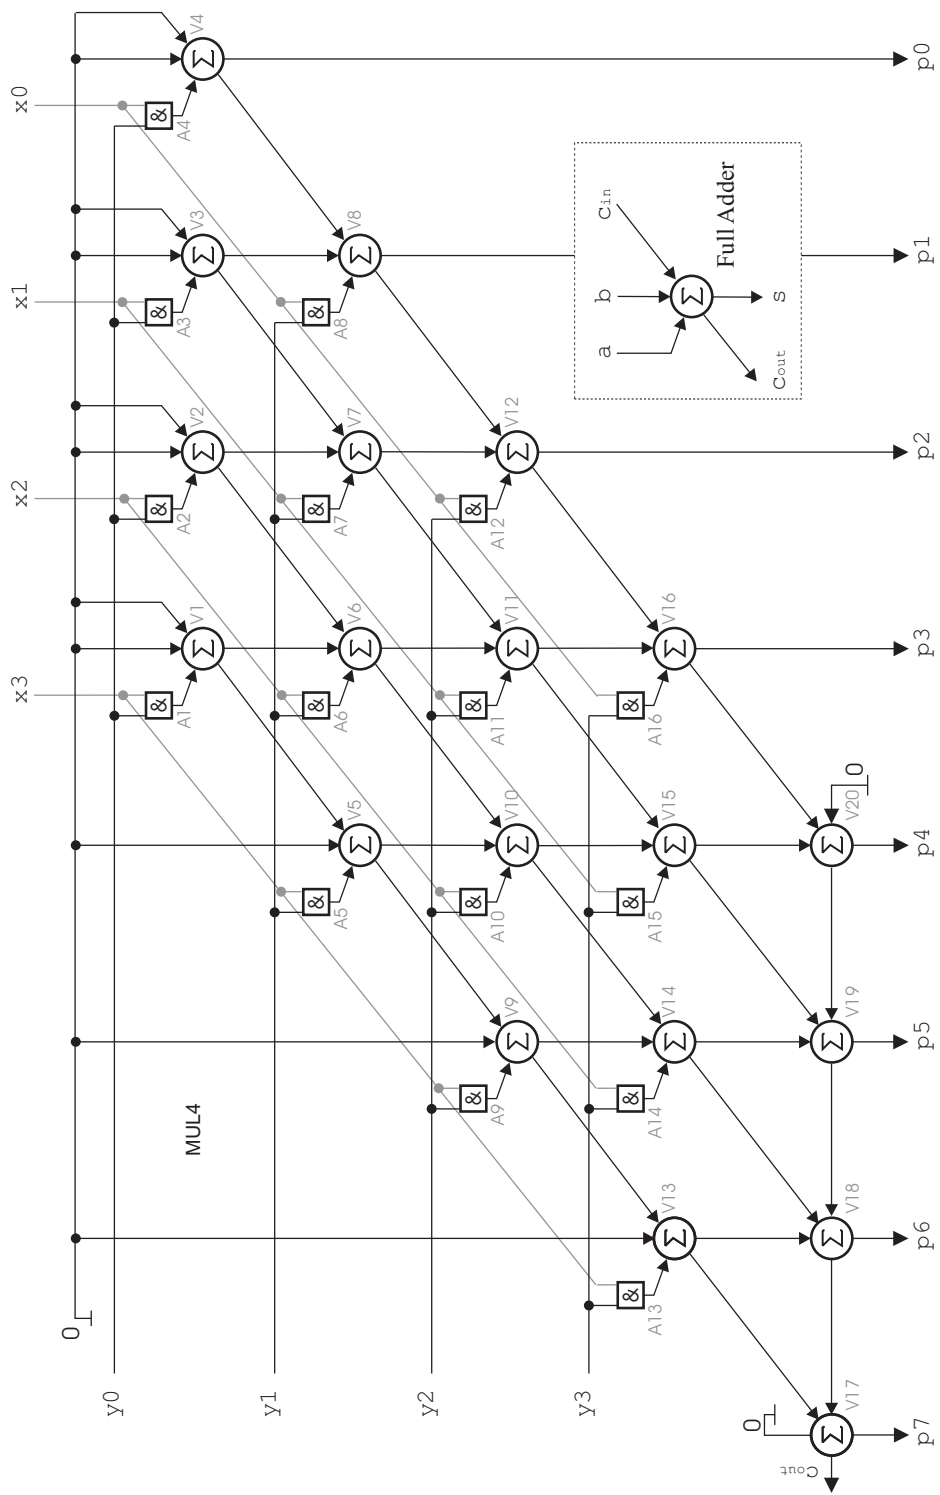 x0
x1
x2
x3
0
V4
V3
V2
V1
&
A4
&
A3
&
A2
&
A1
Σ
Σ
Σ
Σ
y0
MUL4
V8
V7
V6
V5
&
A8
&
A7
&
A6
&
A5
Σ
Σ
Σ
Σ
y1
V12
V11
V10
V9
&
A12
&
A11
&
A10
&
A9
Σ
Σ
Σ
Σ
y2
V16
V15
V14
V13
&
A16
&
A15
&
A14
&
A13
Σ
Σ
Σ
Σ
y3
a
b
Cin
Σ
Full Adder
Cout
s
0
V20
V19
V18
V17
Σ
Σ
Σ
Σ
0
Cout
p0
p1
p2
p3
p4
p5
p6
p7